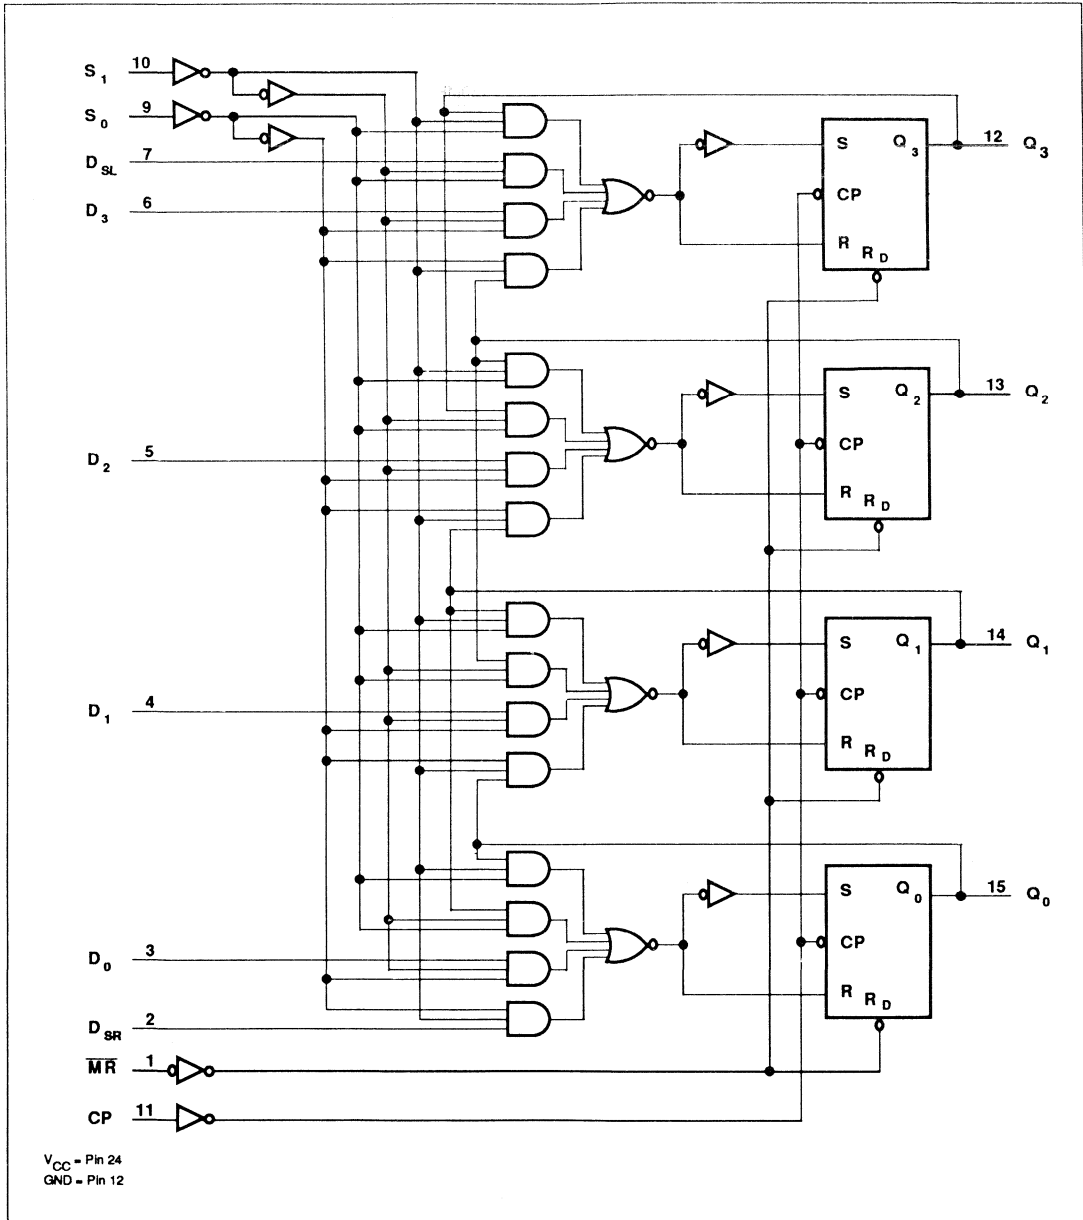 S1 10
S0 9
DSL 7
D3 6
S Q3 12 Q3
CP
R RD
S Q2 13 Q2
CP
D2 5
R RD
S Q1 14 Q1
CP
D1 4
R RD
S Q0 15 Q0
CP
D0 3
R RD
DSR 2
MR 1
CP 11
VCC = Pin 24
GND = Pin 12